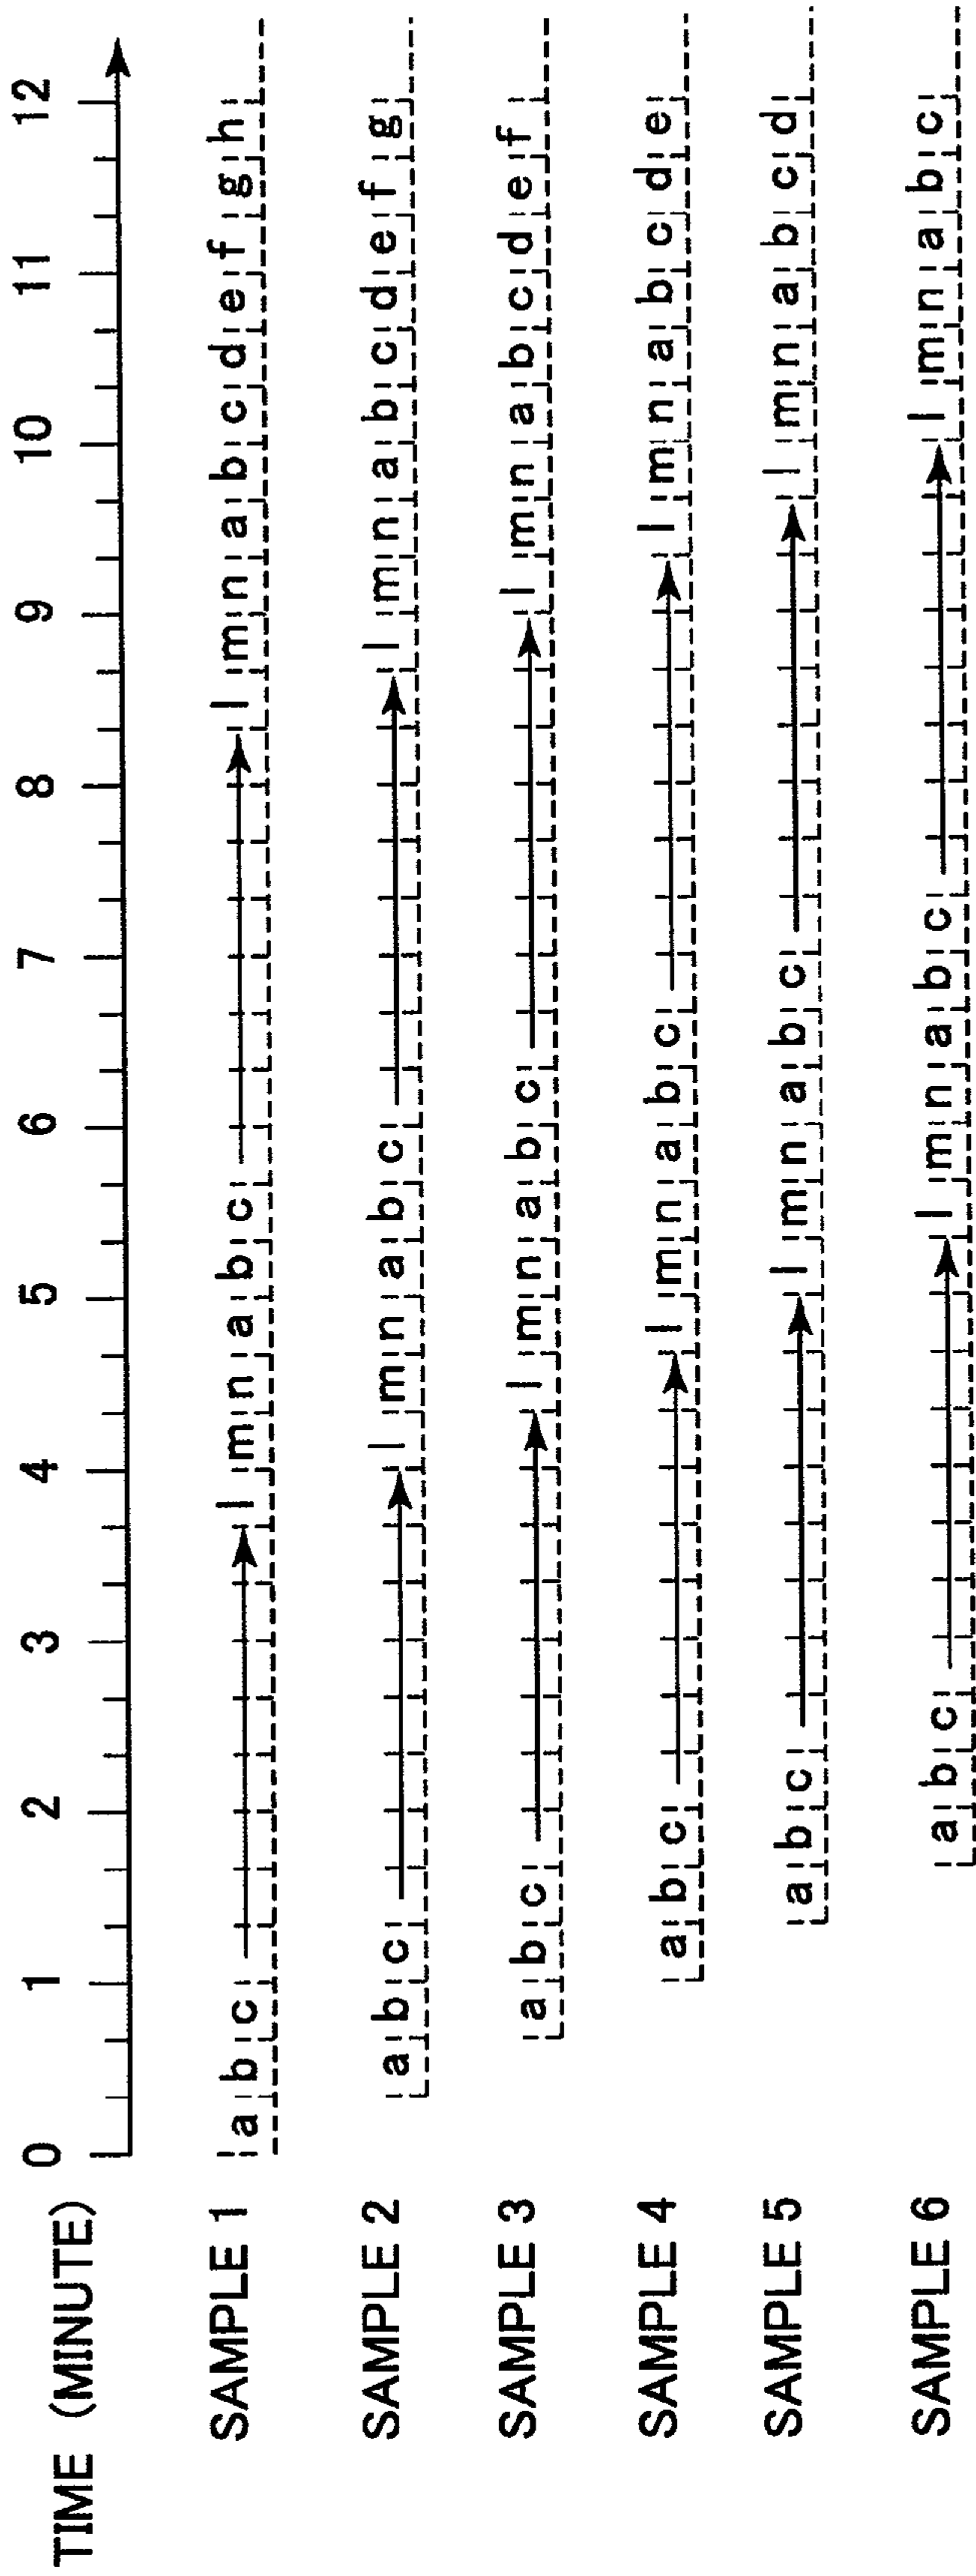 TIME (MINUTE) 0 1 2 3 4 5 6 7 8 9 10 11 12
SAMPLE 1 a b c l m n a b c l m n a b c d e f g h
SAMPLE 2 a b c l m n a b c l m n a b c d e f g
SAMPLE 3 a b c l m n a b c l m n a b c d e f
SAMPLE 4 a b c l m n a b c l m n a b c d e
SAMPLE 5 a b c l m n a b c l m n a b c d
SAMPLE 6 a b c l m n a b c l m n a b c